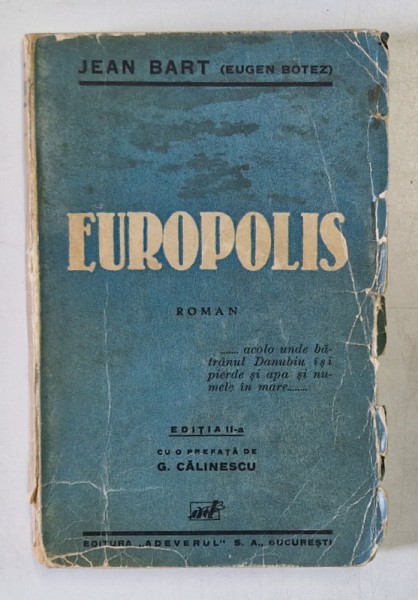 JEAN BART (EUGEN BOTEZ)
EUROPOLIS
ROMAN
...... acolo unde bă-
trânul Danubiu își
pierde și apa și nu-
mele în mare.......
EDIȚIA II-a
CU O PREFAȚĂ DE
G. CĂLINESCU
EDITURA „ADEVERUL" S. A., BUCUREȘTI